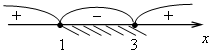 + − +
1 3 x